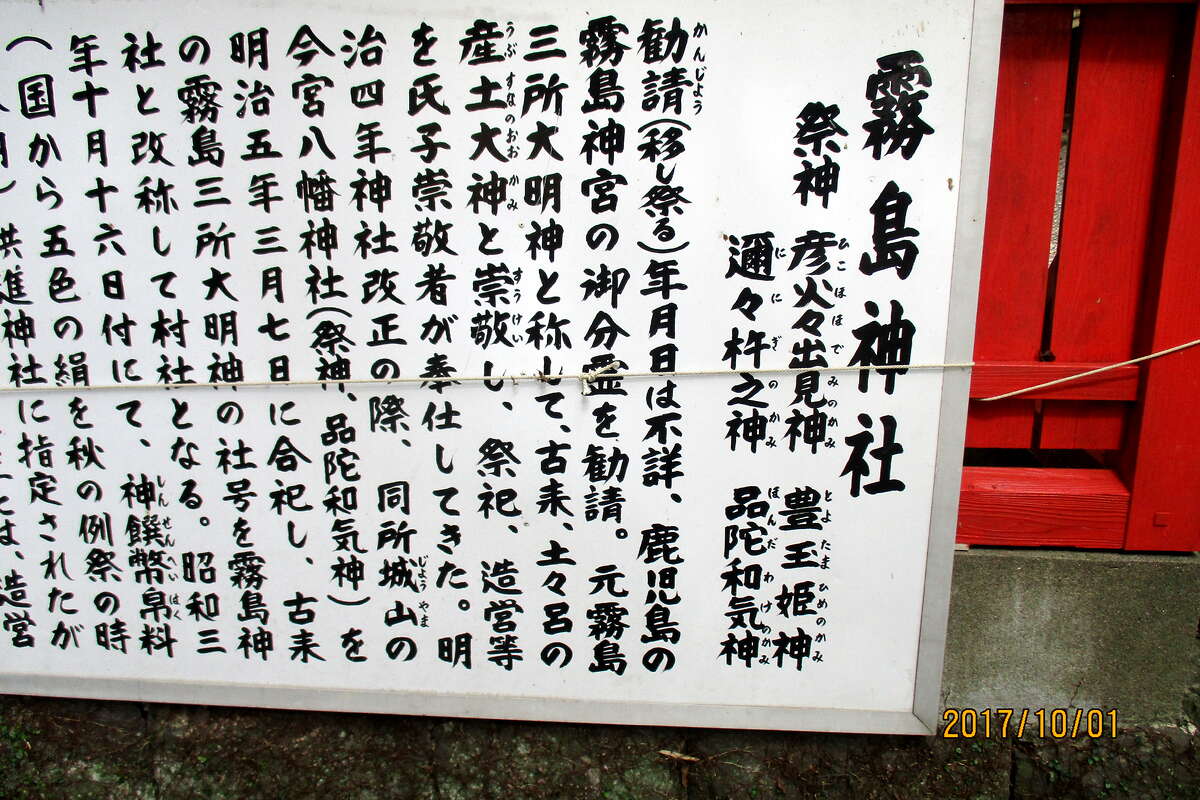 霧島神社
祭神 彦火々出見神 豊玉姫神
邇々杵之神 品陀和気神
勧請(移し祭る)年月日は不詳、鹿児島の
霧島神宮の御分霊を勧請。元霧島
三所大明神と称して、古来、土々呂の
産土大神と崇敬し、祭祀、造営等
を氏子崇敬者が奉仕してきた。明
治四年神社改正の際、同所城山の
今宮八幡神社(祭神、品陀和気神)を
明治五年三月七日に合祀し、古来
の霧島三所大明神の社号を霧島神
社と改称して村社となる。昭和三
年十月十六日付にて、神饌幣帛料
(国から五色の絹を秋の例祭の時
供進神社に指定されたが
は、造営
2017/10/01